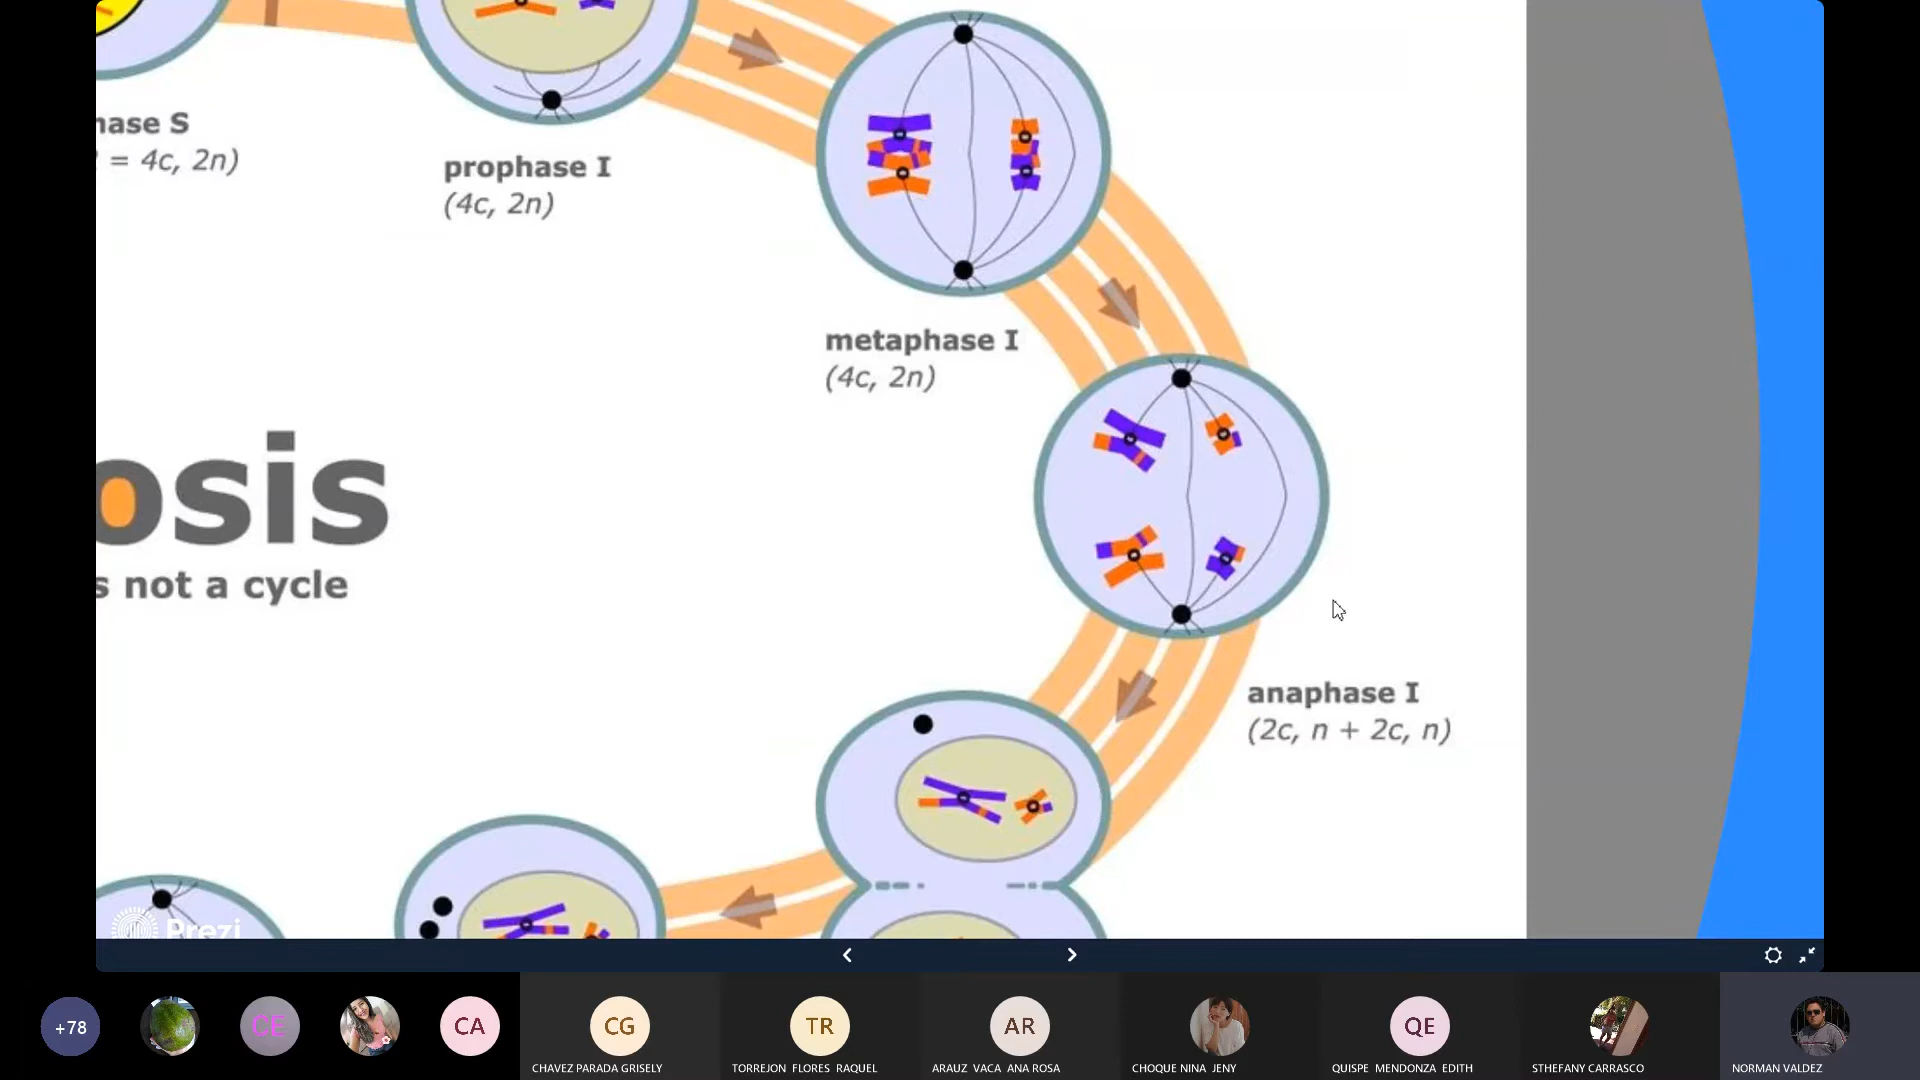 hase S
= 4c, 2n)
prophase I
(4c, 2n)
metaphase I
(4c, 2n)
osis
s not a cycle
anaphase I
(2c, n + 2c, n)
Prezi
+78
CE
CA
CG
TR
AR
QE
CHAVEZ PARADA GRISELY
TORREJON FLORES RAQUEL
ARAUZ VACA ANA ROSA
CHOQUE NINA JENY
QUISPE MENDONZA EDITH
STHEFANY CARRASCO
NORMAN VALDEZ